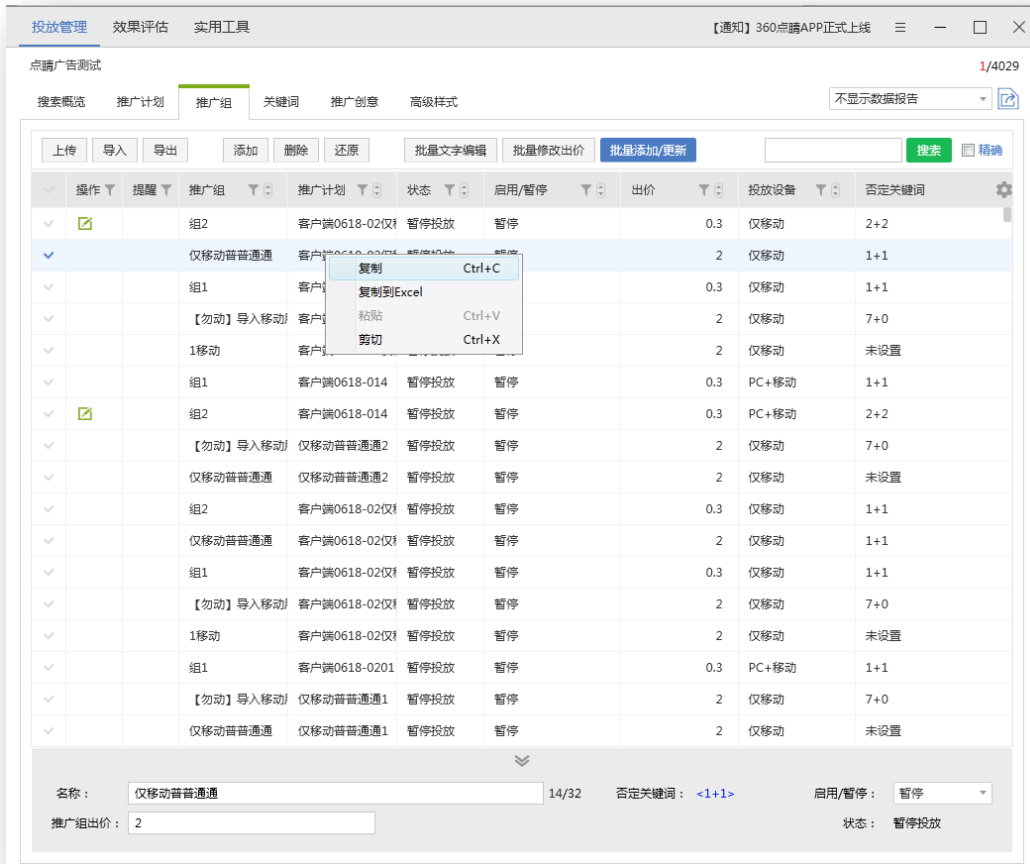 投放管理 效果评估 实用工具 【通知】360点睛APP正式上线
点睛广告测试 1/4029
搜索概览 推广计划 推广组 关键词 推广创意 高级样式 不显示数据报告
上传 导入 导出 添加 删除 还原 批量文字编辑 批量修改出价 批量添加/更新 搜索 精确
操作 提醒 推广组 推广计划 状态 启用/暂停 出价 投放设备 否定关键词
组2 客户端0618-02仅 暂停投放 暂停 0.3 仅移动 2+2
仅移动普普通通 2 仅移动 1+1
复制 Ctrl+C
组1 客户 0.3 仅移动 1+1
复制到Excel
【勿动】导入移动 客户 2 仅移动 7+0
粘贴 Ctrl+V
剪切 Ctrl+X
1移动 客户 2 仅移动 未设置
组1 客户端0618-014 暂停投放 暂停 0.3 PC+移动 1+1
组2 客户端0618-014 暂停投放 暂停 0.3 PC+移动 2+2
【勿动】导入移动 仅移动普普通通2 暂停投放 暂停 2 仅移动 7+0
仅移动普普通通 仅移动普普通通2 暂停投放 暂停 2 仅移动 未设置
组2 客户端0618-02仅 暂停投放 暂停 0.3 仅移动 1+1
仅移动普普通通 客户端0618-02仅 暂停投放 暂停 2 仅移动 1+1
组1 客户端0618-02仅 暂停投放 暂停 0.3 仅移动 1+1
【勿动】导入移动 客户端0618-02仅 暂停投放 暂停 2 仅移动 7+0
1移动 客户端0618-02仅 暂停投放 暂停 2 仅移动 未设置
组1 客户端0618-0201 暂停投放 暂停 0.3 PC+移动 1+1
【勿动】导入移动 仅移动普普通通1 暂停投放 暂停 2 仅移动 7+0
仅移动普普通通 仅移动普普通通1 暂停投放 暂停 2 仅移动 未设置
名称： 仅移动普普通通 14/32 否定关键词： <1+1> 启用/暂停： 暂停
推广组出价： 2 状态： 暂停投放